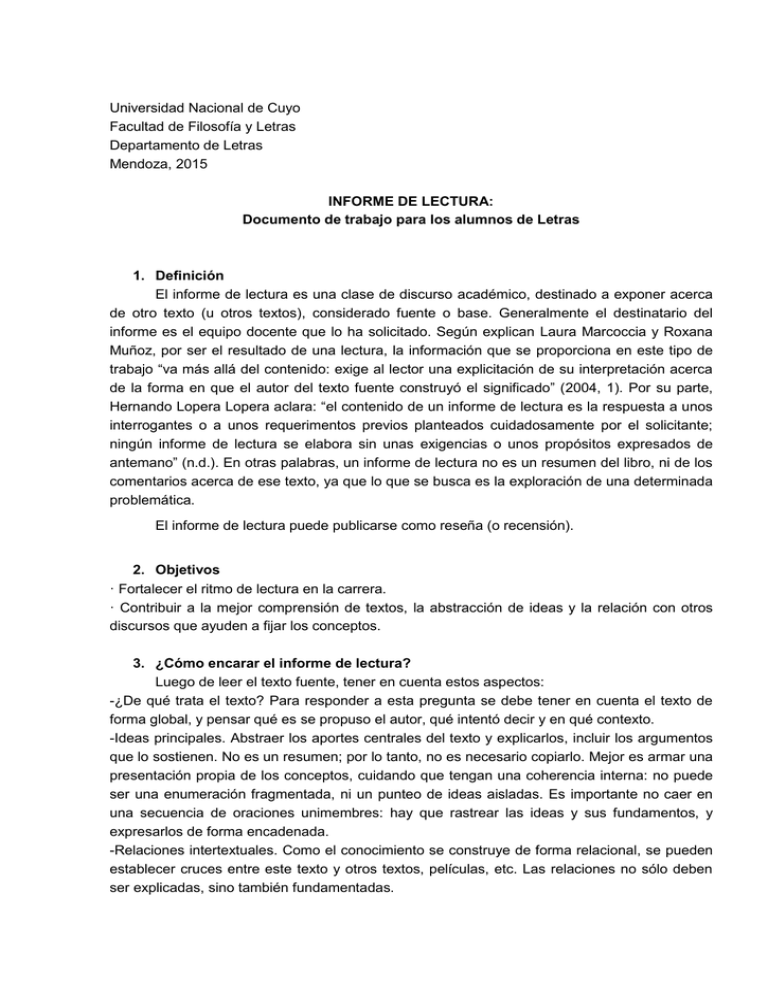 Universidad Nacional de Cuyo
Facultad de Filosofía y Letras
Departamento de Letras
Mendoza, 2015
INFORME DE LECTURA:
Documento de trabajo para los alumnos de Letras
1. Definición
El informe de lectura es una clase de discurso académico, destinado a exponer acerca
de otro texto (u otros textos), considerado fuente o base. Generalmente el destinatario del
informe es el equipo docente que lo ha solicitado. Según explican Laura Marcoccia y Roxana
Muñoz, por ser el resultado de una lectura, la información que se proporciona en este tipo de
trabajo “va más allá del contenido: exige al lector una explicitación de su interpretación acerca
de la forma en que el autor del texto fuente construyó el significado” (2004, 1). Por su parte,
Hernando Lopera Lopera aclara: “el contenido de un informe de lectura es la respuesta a unos
interrogantes o a unos requerimientos previos planteados cuidadosamente por el solicitante;
ningún informe de lectura se elabora sin unas exigencias o unos propósitos expresados de
antemano” (n.d.). En otras palabras, un informe de lectura no es un resumen del libro, ni de los
comentarios acerca de ese texto, ya que lo que se busca es la exploración de una determinada
problemática.
El informe de lectura puede publicarse como reseña (o recensión).
2. Objetivos
· Fortalecer el ritmo de lectura en la carrera.
· Contribuir a la mejor comprensión de textos, la abstracción de ideas y la relación con otros
discursos que ayuden a fijar los conceptos.
3. ¿Cómo encarar el informe de lectura?
Luego de leer el texto fuente, tener en cuenta estos aspectos:
-¿De qué trata el texto? Para responder a esta pregunta se debe tener en cuenta el texto de
forma global, y pensar qué es se propuso el autor, qué intentó decir y en qué contexto.
-Ideas principales. Abstraer los aportes centrales del texto y explicarlos, incluir los argumentos
que lo sostienen. No es un resumen; por lo tanto, no es necesario copiarlo. Mejor es armar una
presentación propia de los conceptos, cuidando que tengan una coherencia interna: no puede
ser una enumeración fragmentada, ni un punteo de ideas aisladas. Es importante no caer en
una secuencia de oraciones unimembres: hay que rastrear las ideas y sus fundamentos, y
expresarlos de forma encadenada.
-Relaciones intertextuales. Como el conocimiento se construye de forma relacional, se pueden
establecer cruces entre este texto y otros textos, películas, etc. Las relaciones no sólo deben
ser explicadas, sino también fundamentadas.